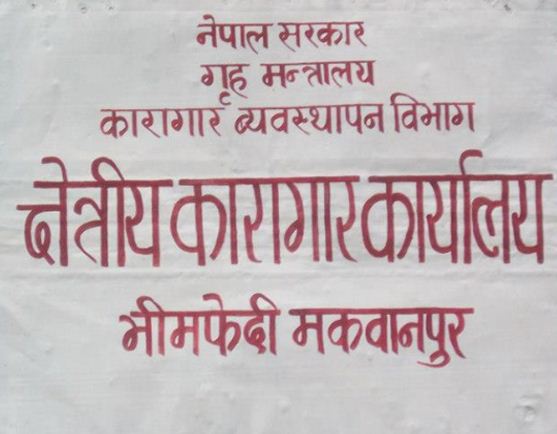 नेपाल सरकार
गृह मन्त्रालय
कारागार व्यवस्थापन विभाग
क्षेत्रीय कारागार कार्यालय
भीमफेदी मकवानपुर